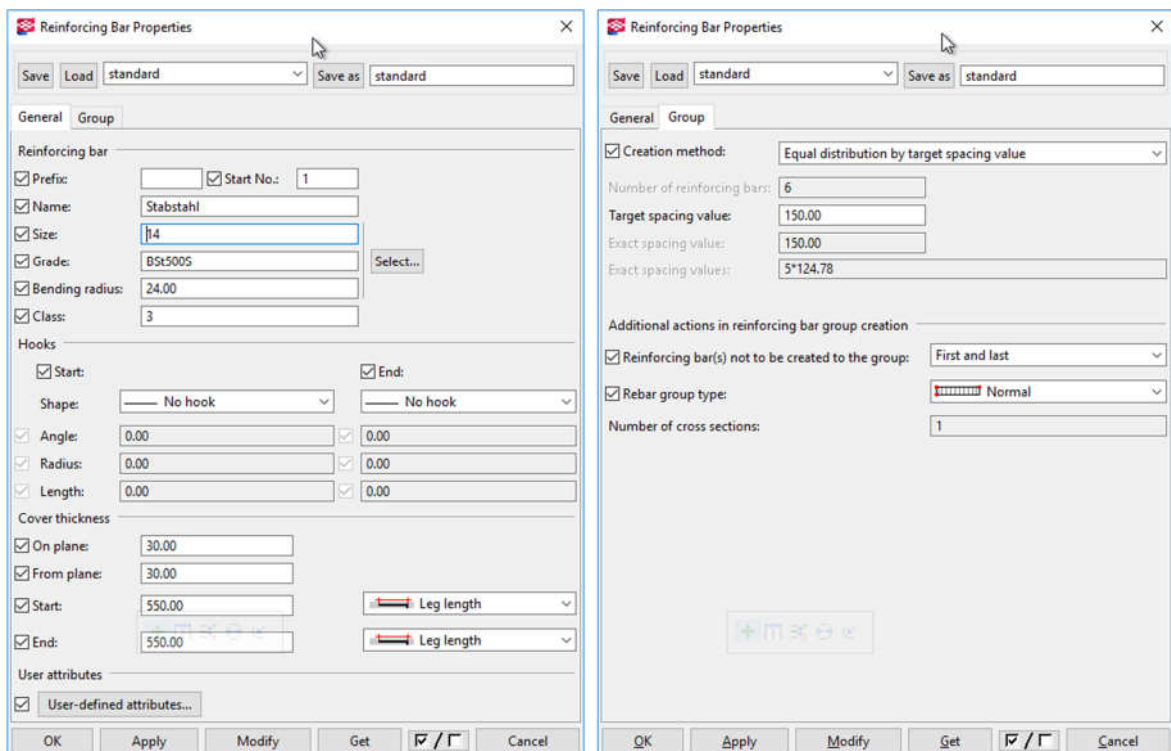 Reinforcing Bar Properties
Save Load standard Save as standard
General Group
Reinforcing bar
Prefix: Start No.: 1
Name: Stabstahl
Size: 14
Grade: BSt500S Select...
Bending radius: 24.00
Class: 3
Hooks
Start: End:
Shape: No hook No hook
Angle: 0.00 0.00
Radius: 0.00 0.00
Length: 0.00 0.00
Cover thickness
On plane: 30.00
From plane: 30.00
Start: 550.00 Leg length
End: 550.00 Leg length
User attributes
User-defined attributes...
OK Apply Modify Get / Cancel
Reinforcing Bar Properties
Save Load standard Save as standard
General Group
Creation method: Equal distribution by target spacing value
Number of reinforcing bars: 6
Target spacing value: 150.00
Exact spacing value: 150.00
Exact spacing values: 5*124.78
Additional actions in reinforcing bar group creation
Reinforcing bar(s) not to be created to the group: First and last
Rebar group type: Normal
Number of cross sections: 1
OK Apply Modify Get / Cancel